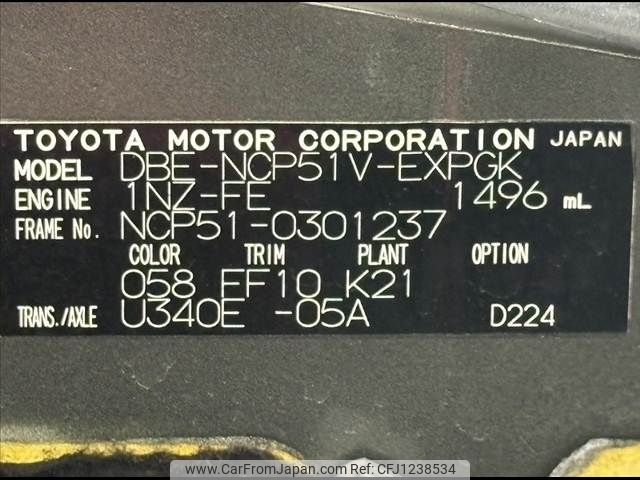 TOYOTA MOTOR CORPORATION JAPAN
MODEL DBE-NCP51V-EXPGK
ENGINE 1NZ-FE 1496 mL
FRAME No. NCP51-0301237
COLOR TRIM PLANT OPTION
058 EF10 K21
TRANS./AXLE U340E -05A D224
www.CarFromJapan.com | Ref No: CFJ1238534